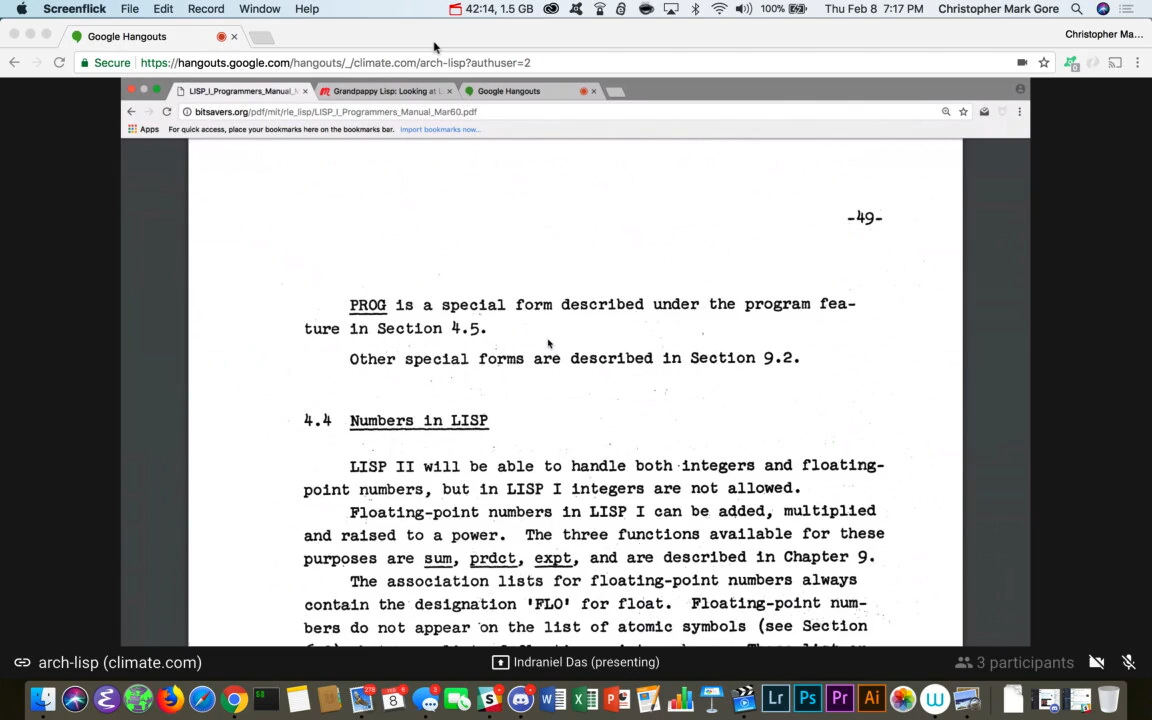 Screenflick File Edit Record Window Help 42:14, 1.5 GB 100% Thu Feb 8 7:17 PM Christopher Mark Gore
Google Hangouts Christopher Ma...
Secure https://hangouts.google.com/hangouts/_/climate.com/arch-lisp?authuser=2
LISP_I_Programmers_Manual_ Grandpappy Lisp: Looking at L Google Hangouts
bitsavers.org/pdf/mit/rle_lisp/LISP_I_Programmers_Manual_Mar60.pdf
Apps For quick access, place your bookmarks here on the bookmarks bar. Import bookmarks now...
-49-
PROG is a special form described under the program fea-
ture in Section 4.5.
Other special forms are described in Section 9.2.
4.4 Numbers in LISP
LISP II will be able to handle both integers and floating-
point numbers, but in LISP I integers are not allowed.
Floating-point numbers in LISP I can be added, multiplied
and raised to a power. The three functions available for these
purposes are sum, prdct, expt, and are described in Chapter 9.
The association lists for floating-point numbers always
contain the designation 'FLO' for float. Floating-point num-
bers do not appear on the list of atomic symbols (see Section
arch-lisp (climate.com) Indraniel Das (presenting) 3 participants
Lr Ps Pr Ai